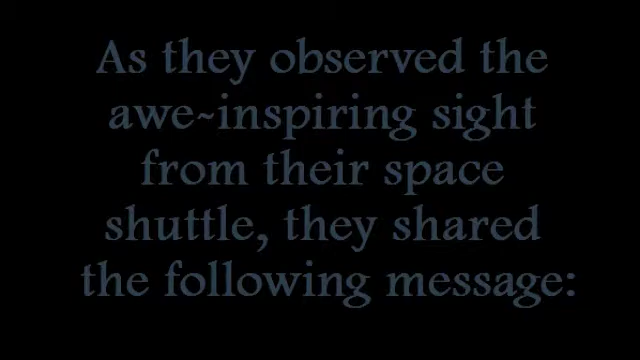 As they observed the
awe~inspiring sight
from their space
shuttle, they shared
the following message: